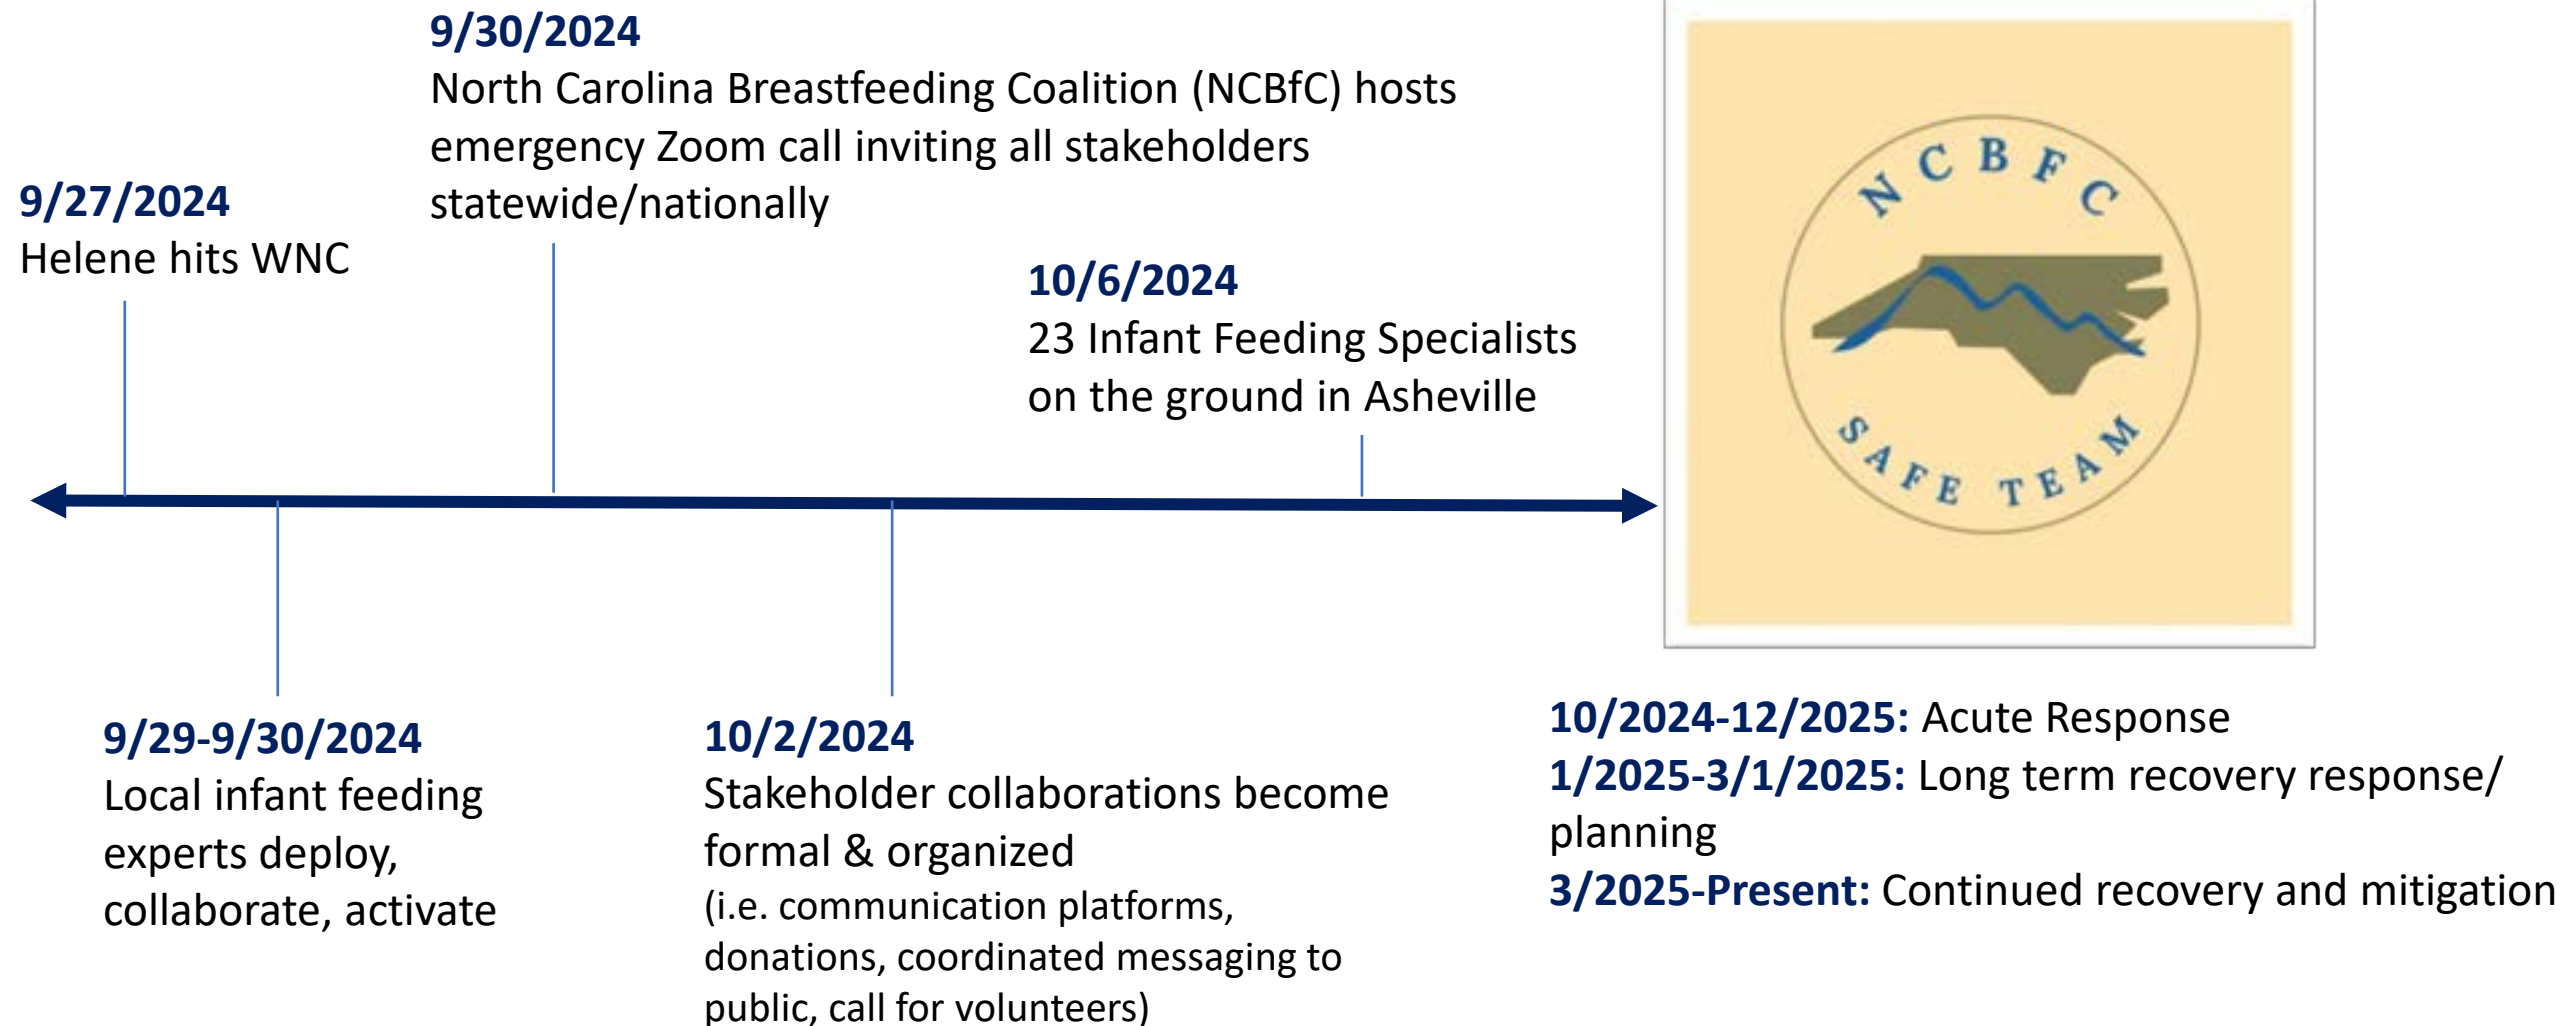 9/30/2024
North Carolina Breastfeeding Coalition (NCBfC) hosts
emergency Zoom call inviting all stakeholders
statewide/nationally
9/27/2024
Helene hits WNC
10/6/2024
23 Infant Feeding Specialists
on the ground in Asheville
NCBFC
SAFE TEAM
9/29-9/30/2024
Local infant feeding
experts deploy,
collaborate, activate
10/2/2024
Stakeholder collaborations become
formal & organized
(i.e. communication platforms,
donations, coordinated messaging to
public, call for volunteers)
10/2024-12/2025: Acute Response
1/2025-3/1/2025: Long term recovery response/
planning
3/2025-Present: Continued recovery and mitigation